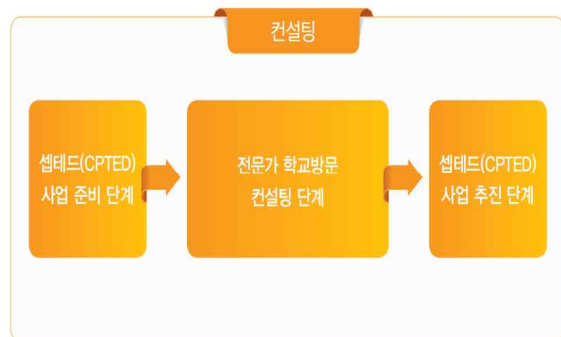 컨설팅
셉테드(CPTED)
사업 준비 단계
전문가 학교방문
컨설팅 단계
셉테드(CPTED)
사업 추진 단계